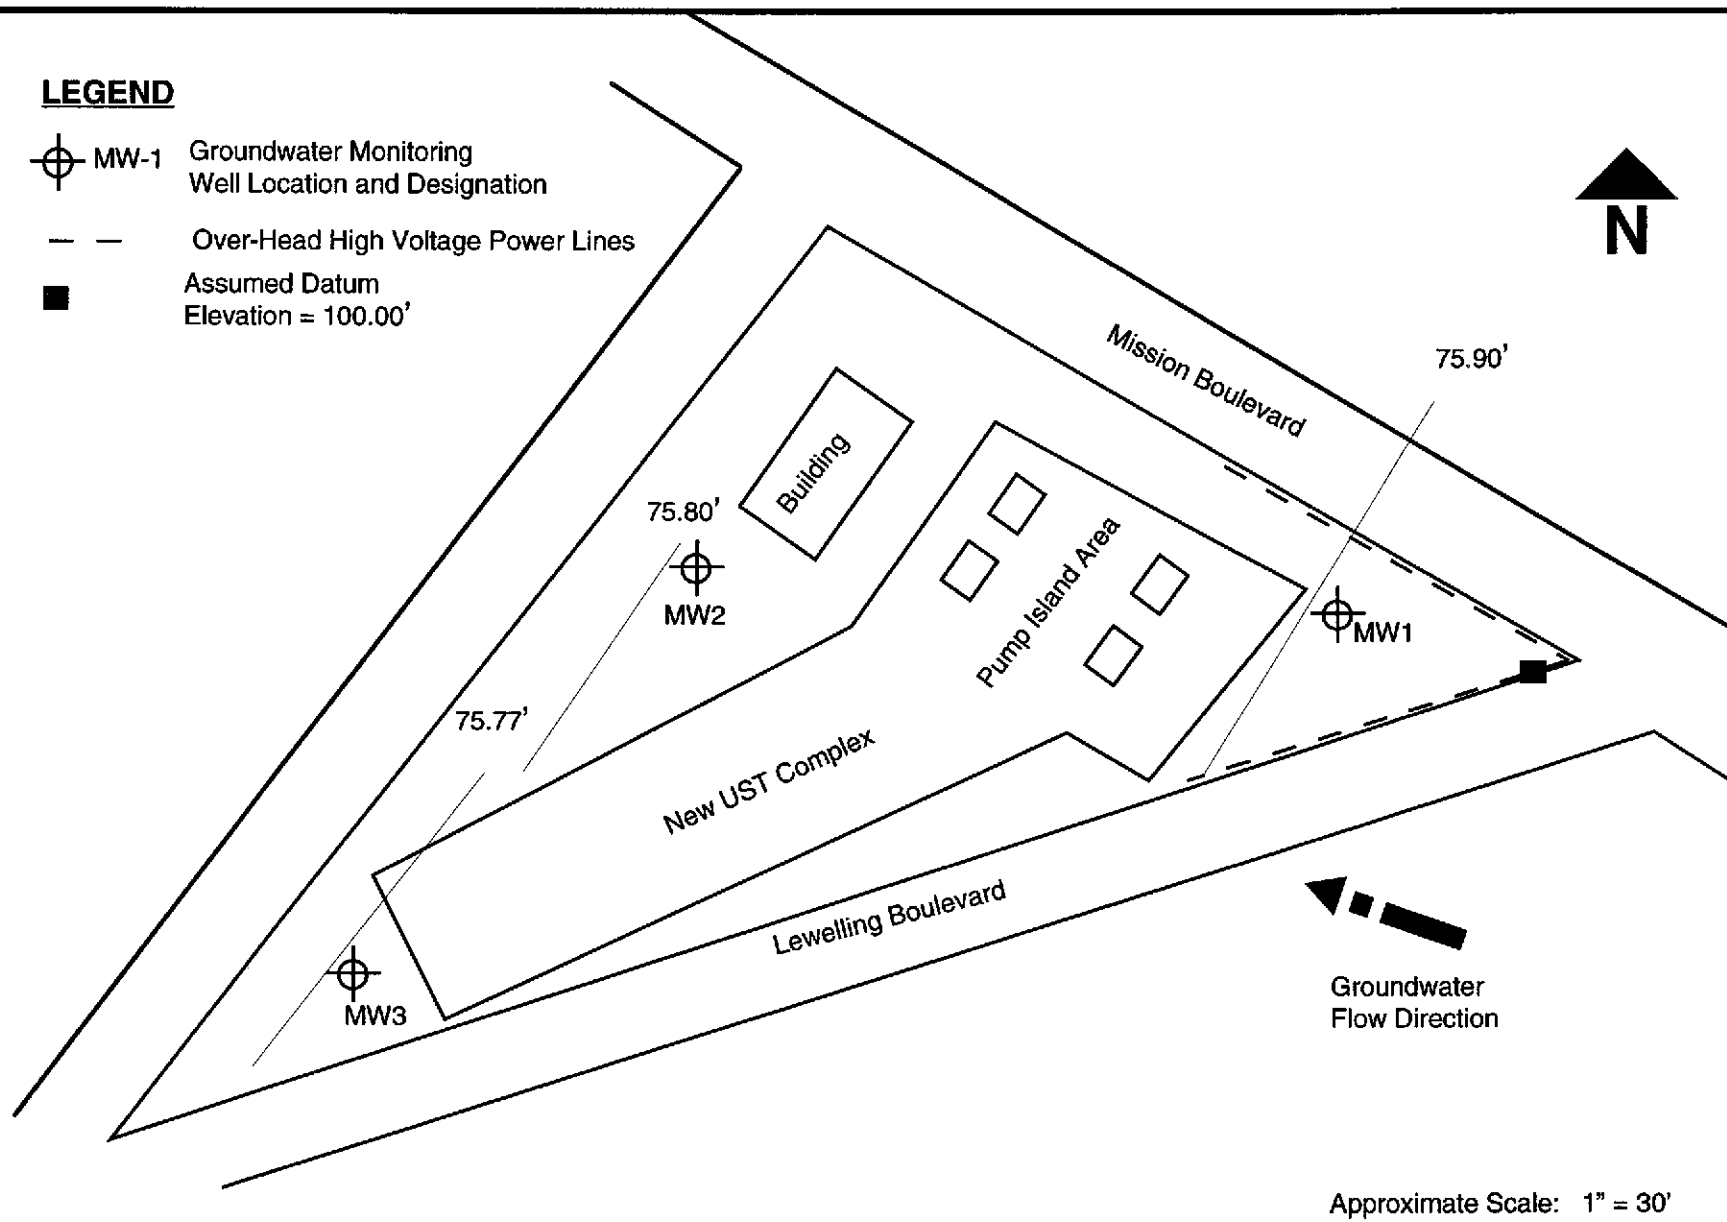 LEGEND
MW-1
Groundwater Monitoring
Well Location and Designation
Over-Head High Voltage Power Lines
Assumed Datum
Elevation = 100.00'
N
Mission Boulevard
75.90'
Building
75.80'
MW2
Pump Island Area
MW1
75.77'
New UST Complex
Lewelling Boulevard
MW3
Groundwater
Flow Direction
Approximate Scale: 1" = 30'